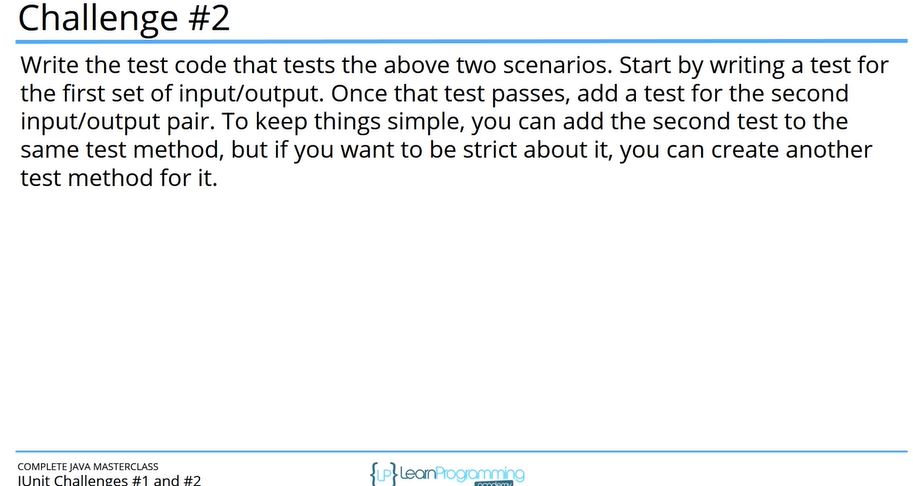 Challenge #2
Write the test code that tests the above two scenarios. Start by writing a test for
the first set of input/output. Once that test passes, add a test for the second
input/output pair. To keep things simple, you can add the second test to the
same test method, but if you want to be strict about it, you can create another
test method for it.
COMPLETE JAVA MASTERCLASS
JUnit Challenges #1 and #2
{LP} LearnProgramming
academy